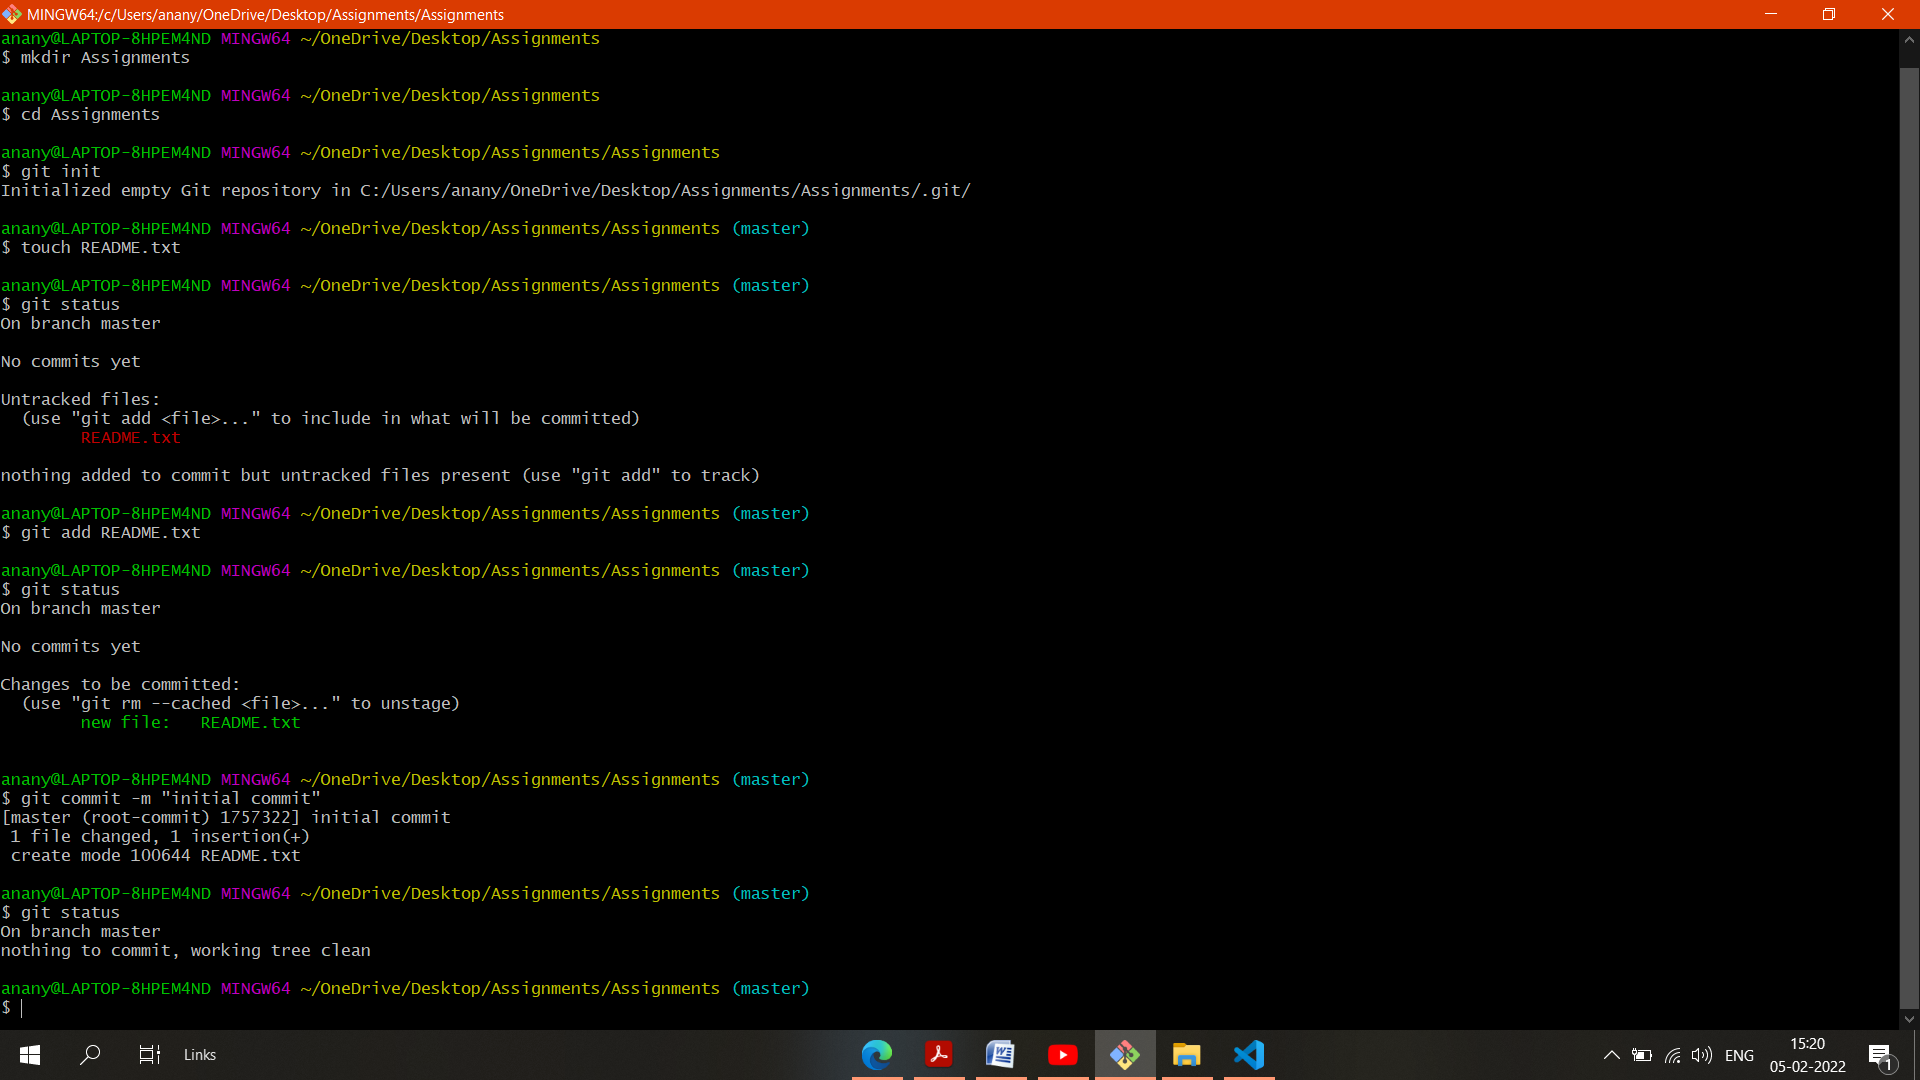 MINGW64:/c/Users/anany/OneDrive/Desktop/Assignments/Assignments
anany@LAPTOP-8HPEM4ND MINGW64 ~/OneDrive/Desktop/Assignments
$ mkdir Assignments
anany@LAPTOP-8HPEM4ND MINGW64 ~/OneDrive/Desktop/Assignments
$ cd Assignments
anany@LAPTOP-8HPEM4ND MINGW64 ~/OneDrive/Desktop/Assignments/Assignments
$ git init
Initialized empty Git repository in C:/Users/anany/OneDrive/Desktop/Assignments/Assignments/.git/
anany@LAPTOP-8HPEM4ND MINGW64 ~/OneDrive/Desktop/Assignments/Assignments (master)
$ touch README.txt
anany@LAPTOP-8HPEM4ND MINGW64 ~/OneDrive/Desktop/Assignments/Assignments (master)
$ git status
On branch master
No commits yet
Untracked files:
  (use "git add <file>..." to include in what will be committed)
        README.txt
nothing added to commit but untracked files present (use "git add" to track)
anany@LAPTOP-8HPEM4ND MINGW64 ~/OneDrive/Desktop/Assignments/Assignments (master)
$ git add README.txt
anany@LAPTOP-8HPEM4ND MINGW64 ~/OneDrive/Desktop/Assignments/Assignments (master)
$ git status
On branch master
No commits yet
Changes to be committed:
  (use "git rm --cached <file>..." to unstage)
        new file:   README.txt
anany@LAPTOP-8HPEM4ND MINGW64 ~/OneDrive/Desktop/Assignments/Assignments (master)
$ git commit -m "initial commit"
[master (root-commit) 1757322] initial commit
 1 file changed, 1 insertion(+)
 create mode 100644 README.txt
anany@LAPTOP-8HPEM4ND MINGW64 ~/OneDrive/Desktop/Assignments/Assignments (master)
$ git status
On branch master
nothing to commit, working tree clean
anany@LAPTOP-8HPEM4ND MINGW64 ~/OneDrive/Desktop/Assignments/Assignments (master)
$
Links
ENG
15:20
05-02-2022
1